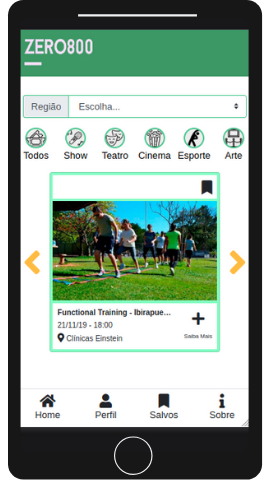 ZERO800
Região Escolha...
Todos Show Teatro Cinema Esporte Arte
Functional Training - Ibirapue...
21/11/19 - 18:00
Clínicas Einstein
Saiba Mais
Home Perfil Salvos Sobre